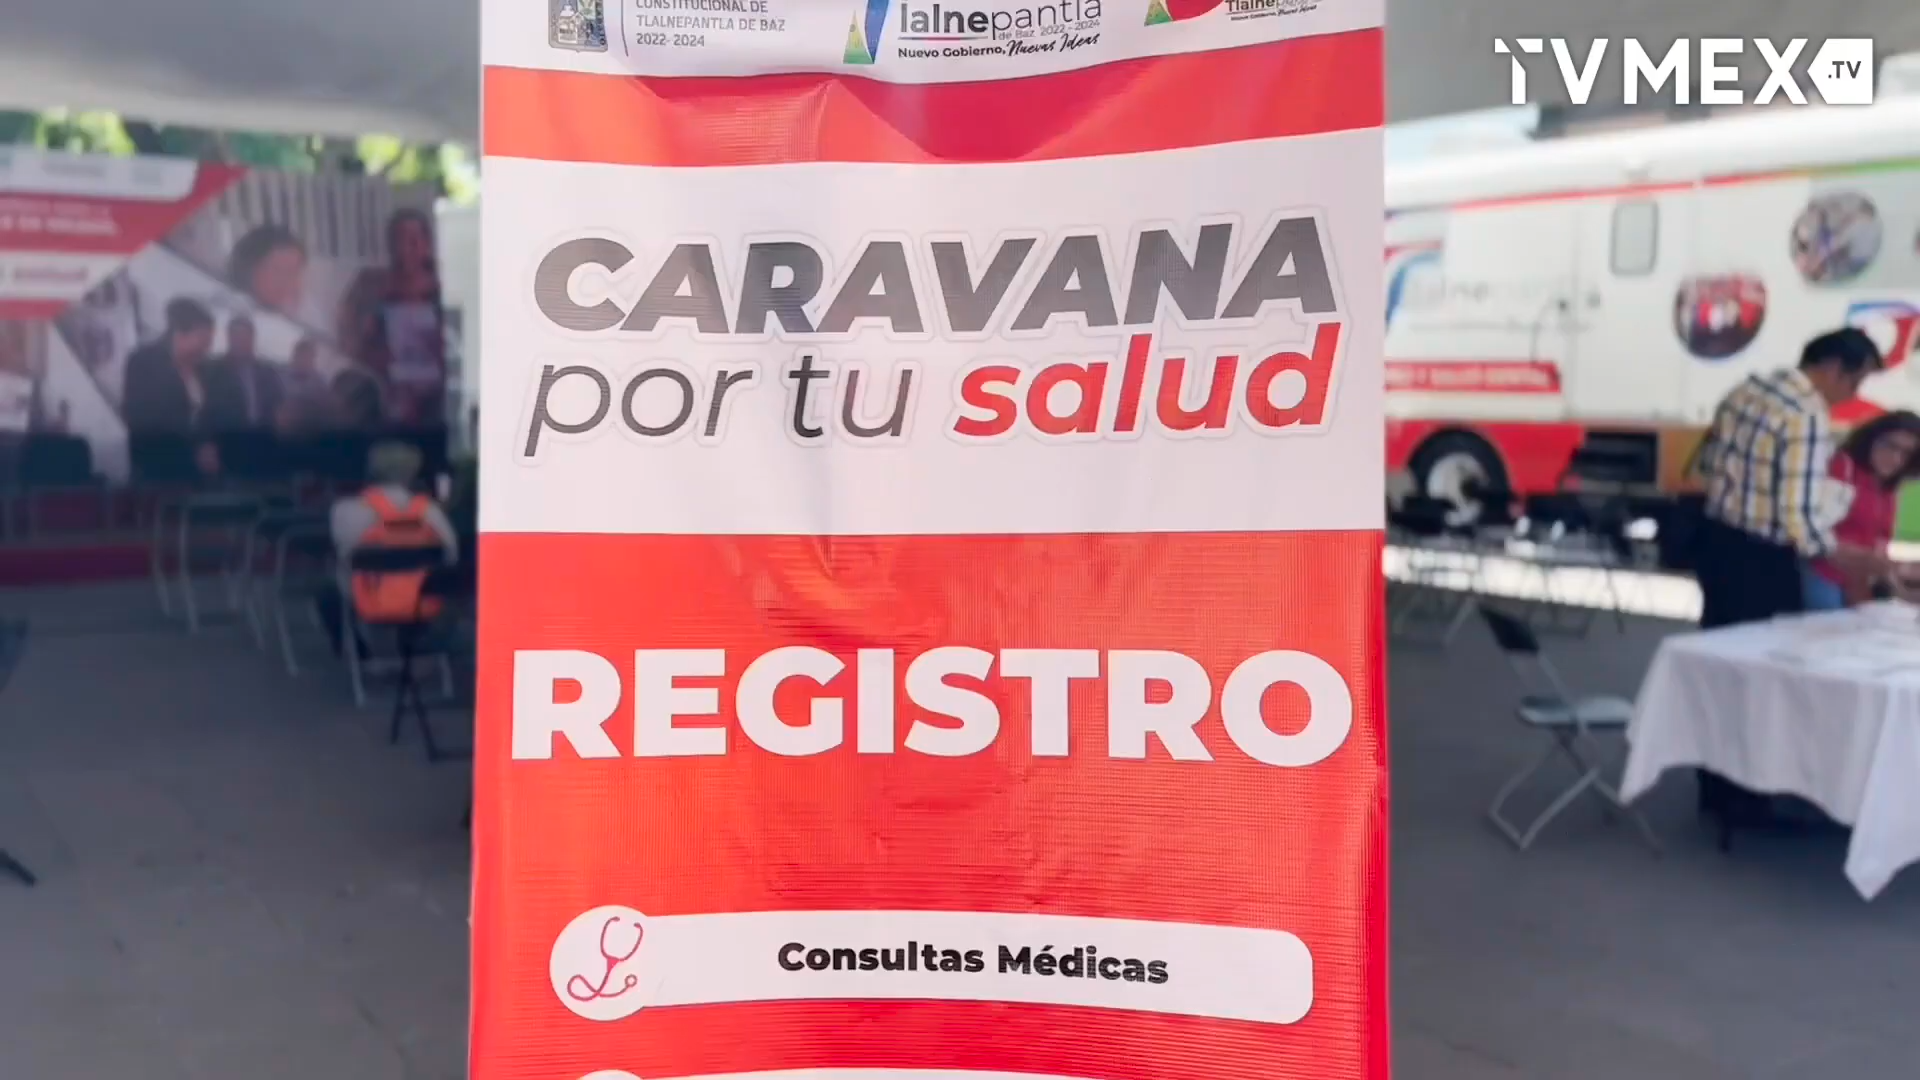 CONSTITUCIONAL DE
TLALNEPANTLA DE BAZ
2022-2024
lalnepantla
de Baz 2022 - 2024
Nuevo Gobierno, Nuevas Ideas
TVMEX.TV
CARAVANA
por tu salud
REGISTRO
Consultas Médicas